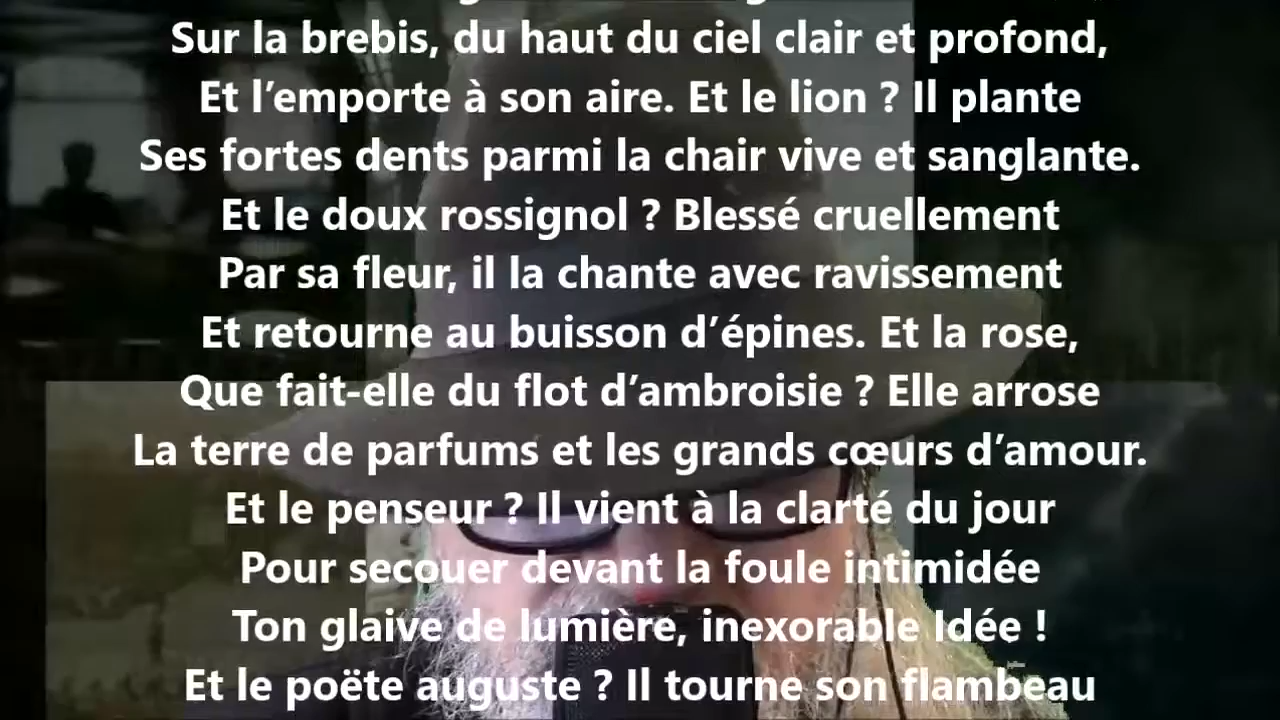 Sur la brebis, du haut du ciel clair et profond,
Et l’emporte à son aire. Et le lion ? Il plante
Ses fortes dents parmi la chair vive et sanglante.
Et le doux rossignol ? Blessé cruellement
Par sa fleur, il la chante avec ravissement
Et retourne au buisson d’épines. Et la rose,
Que fait-elle du flot d’ambroisie ? Elle arrose
La terre de parfums et les grands cœurs d’amour.
Et le penseur ? Il vient à la clarté du jour
Pour secouer devant la foule intimidée
Ton glaive de lumière, inexorable Idée !
Et le poëte auguste ? Il tourne son flambeau